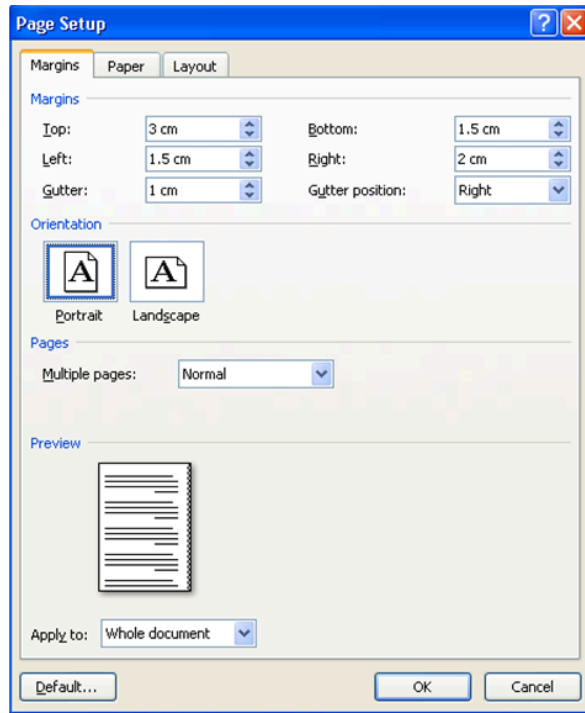 Page Setup
Margins Paper Layout
Margins
Top: 3 cm Bottom: 1.5 cm
Left: 1.5 cm Right: 2 cm
Gutter: 1 cm Gutter position: Right
Orientation
A A
Portrait Landscape
Pages
Multiple pages: Normal
Preview
Apply to: Whole document
Default... OK Cancel